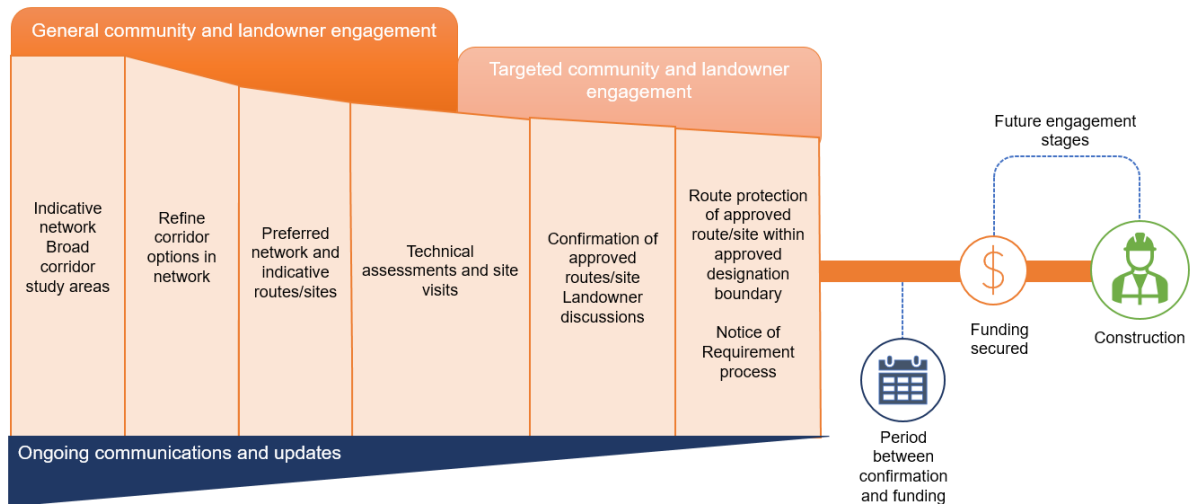 General community and landowner engagement
Targeted community and landowner
engagement
Indicative
network
Broad
corridor
study areas
Refine
corridor
options in
network
Preferred
network and
indicative
routes/sites
Technical
assessments and site
visits
Confirmation of
approved
routes/site
Landowner
discussions
Route protection
of approved
route/site within
approved
designation
boundary
Notice of
Requirement
process
Future engagement
stages
$
Funding
secured
Construction
Period
between
confirmation
and funding
Ongoing communications and updates